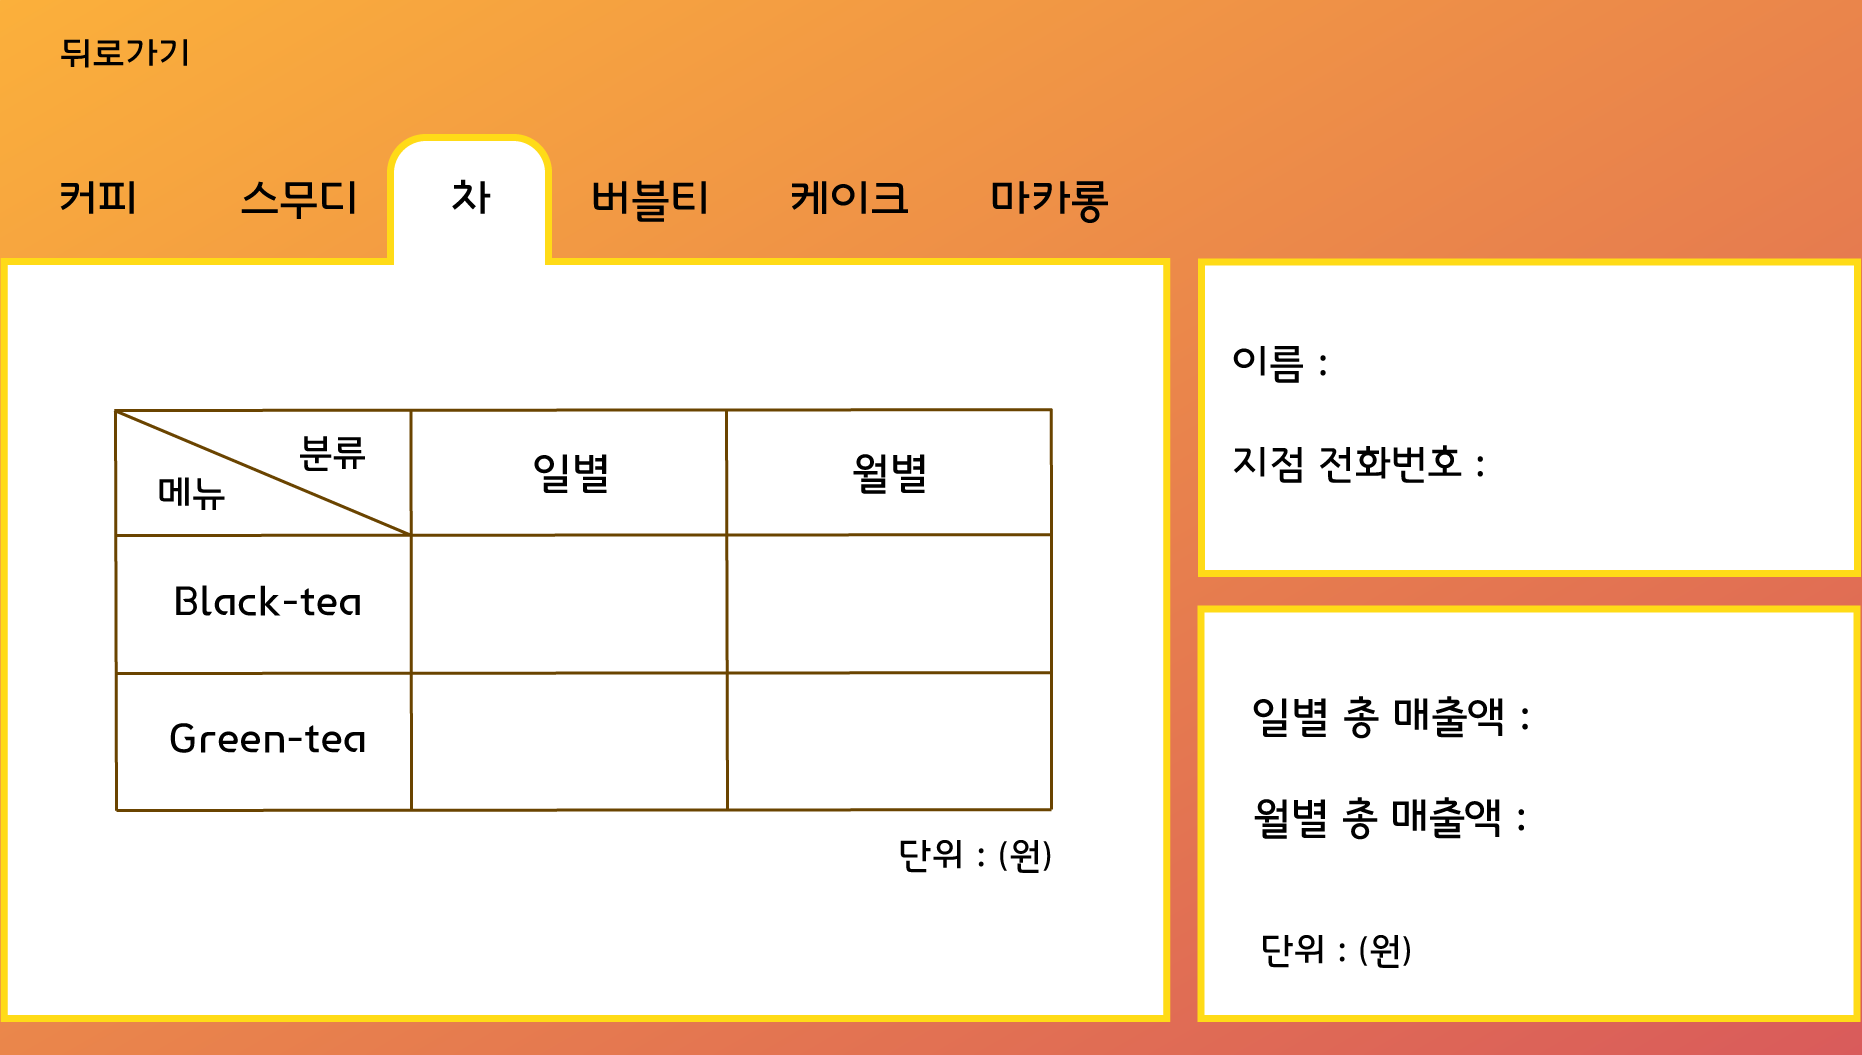 뒤로가기
커피 스무디 차 버블티 케이크 마카롱
이름 :
지점 전화번호 :
분류
메뉴
일별 월별
Black-tea
Green-tea
단위 : (원)
일별 총 매출액 :
월별 총 매출액 :
단위 : (원)